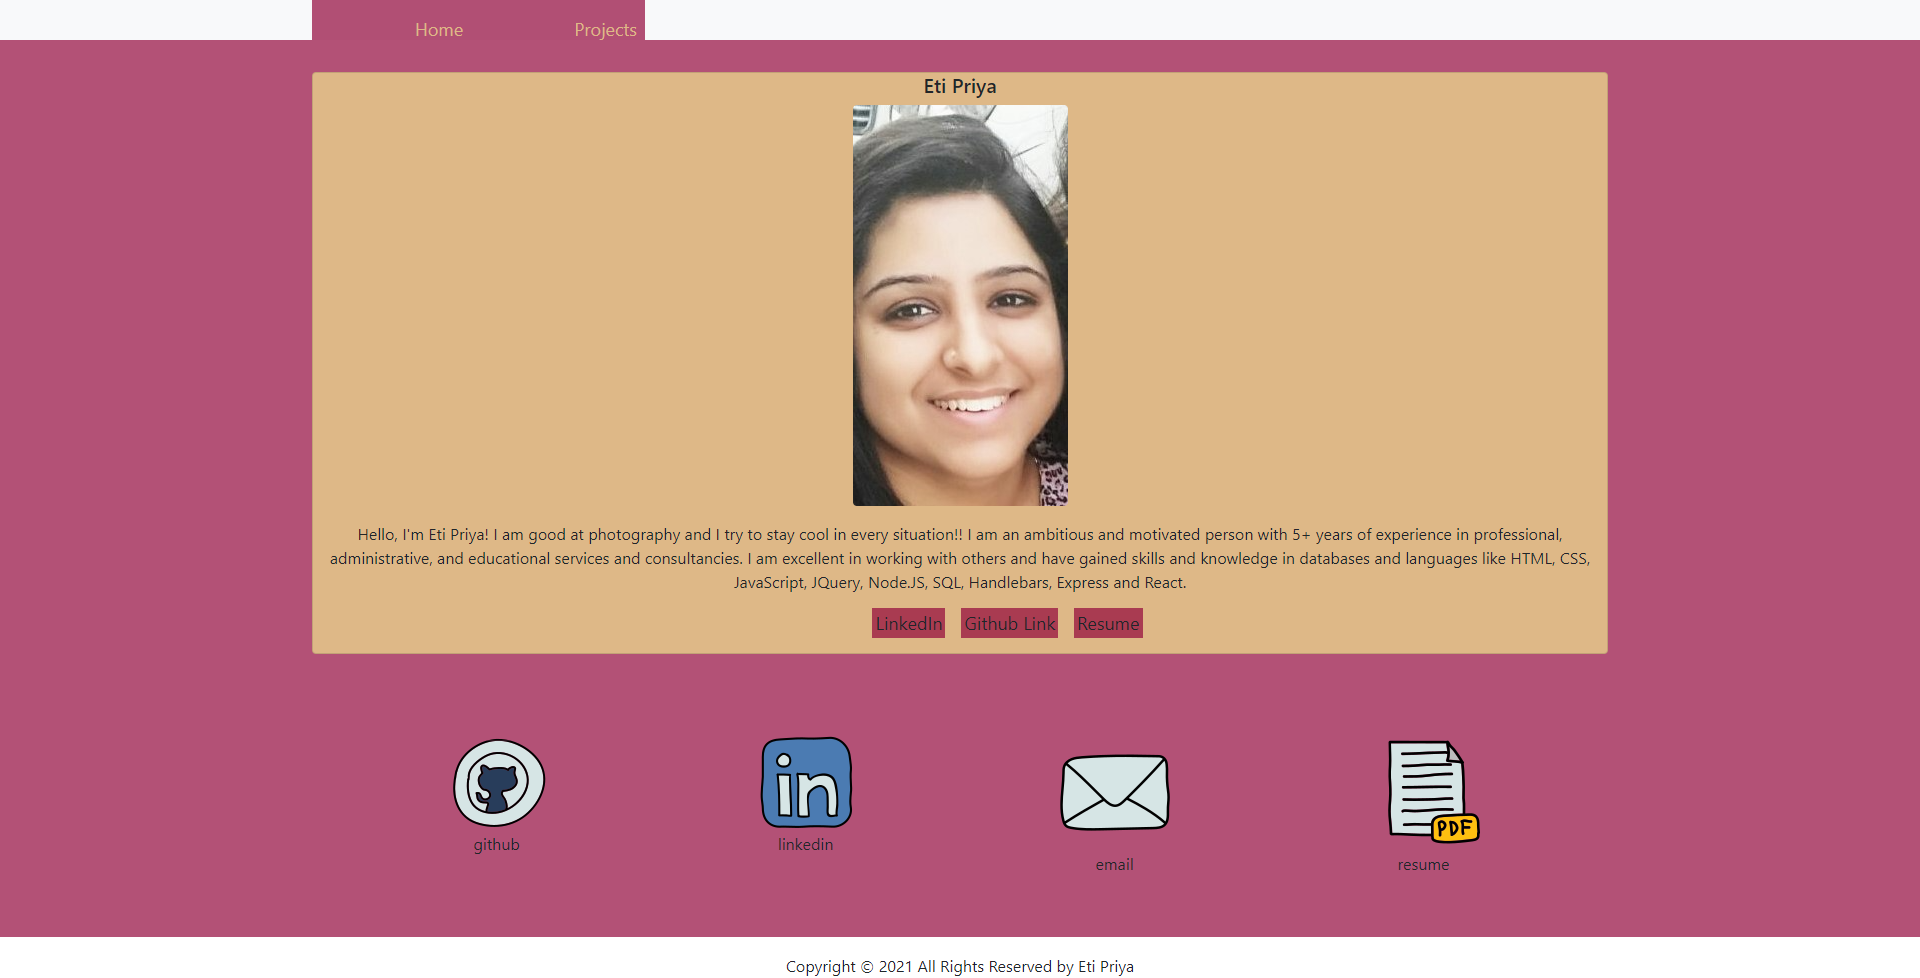 Home Projects
Eti Priya
Hello, I'm Eti Priya! I am good at photography and I try to stay cool in every situation!! I am an ambitious and motivated person with 5+ years of experience in professional,
administrative, and educational services and consultancies. I am excellent in working with others and have gained skills and knowledge in databases and languages like HTML, CSS,
JavaScript, JQuery, Node.JS, SQL, Handlebars, Express and React.
LinkedIn Github Link Resume
in
PDF
github linkedin
email resume
Copyright © 2021 All Rights Reserved by Eti Priya